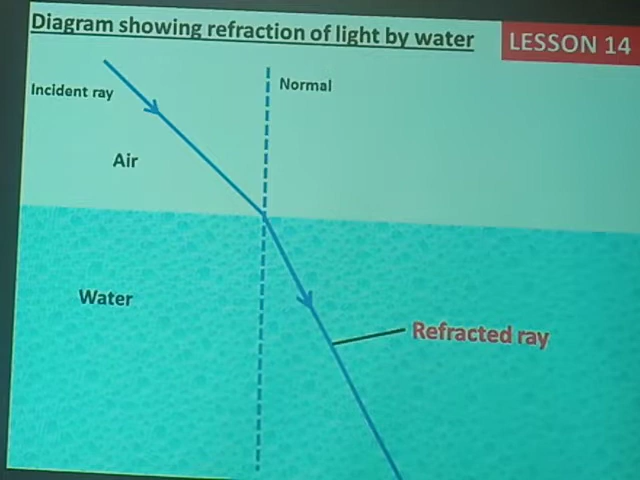 Diagram showing refraction of light by water
LESSON 14
Incident ray
Normal
Air
Water
Refracted ray